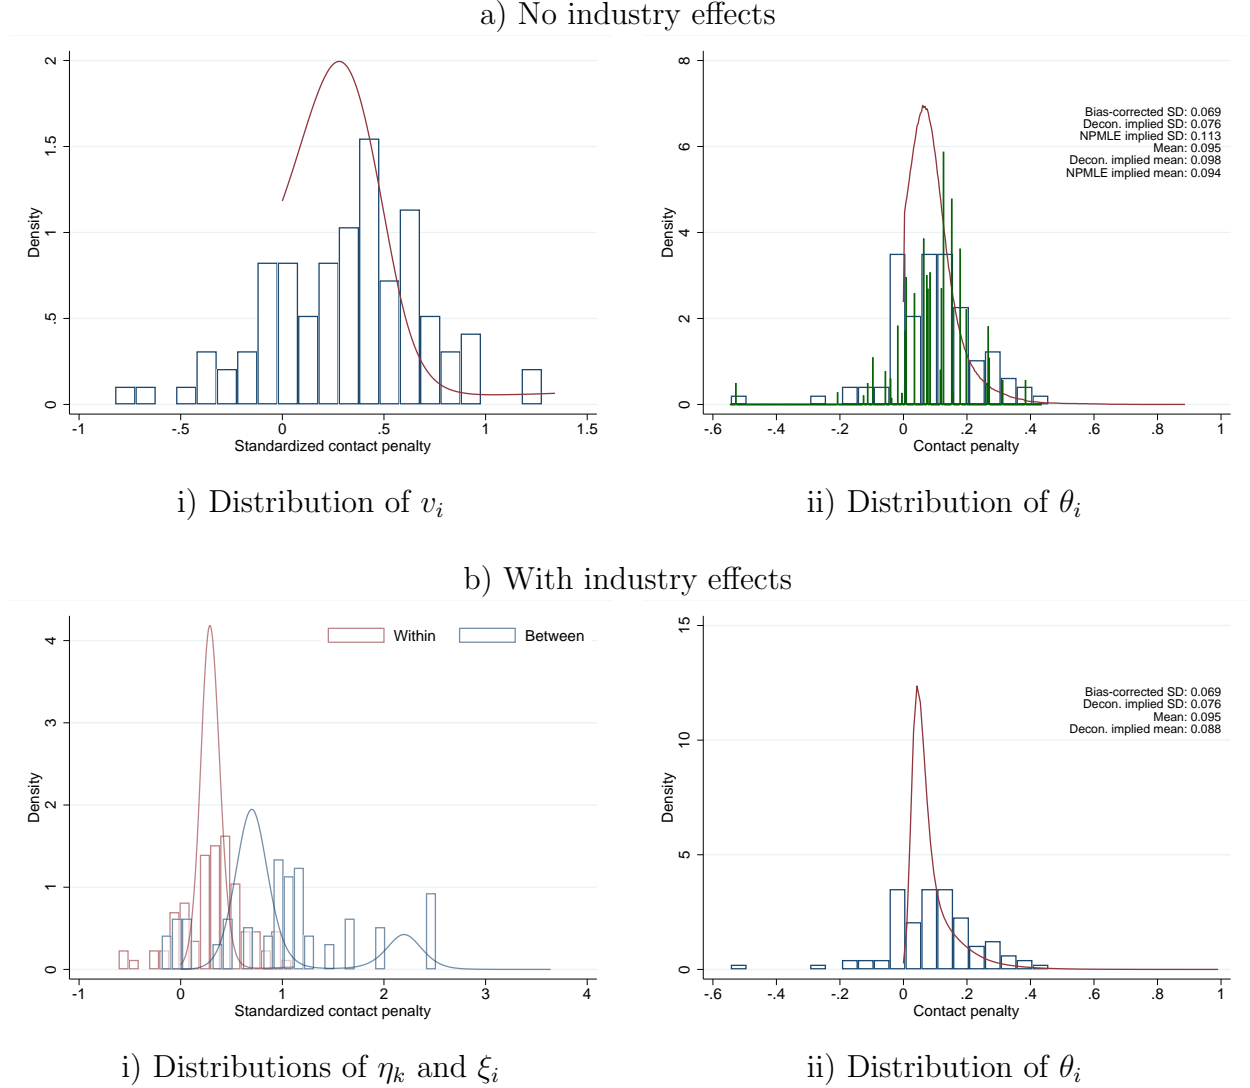 a) No industry effects
Density
0
.5
1
1.5
2
-1
-.5
0
.5
1
1.5
Standardized contact penalty
i) Distribution of vᵢ
Density
0
2
4
6
8
Bias-corrected SD: 0.069
Decon. implied SD: 0.076
NPMLE implied SD: 0.113
Mean: 0.095
Decon. implied mean: 0.098
NPMLE implied mean: 0.094
-.6
-.4
-.2
0
.2
.4
.6
.8
1
Contact penalty
ii) Distribution of θᵢ
b) With industry effects
Density
0
1
2
3
4
Within
Between
-1
0
1
2
3
4
Standardized contact penalty
i) Distributions of ηₖ and ξᵢ
Density
0
5
10
15
Bias-corrected SD: 0.069
Decon. implied SD: 0.076
Mean: 0.095
Decon. implied mean: 0.088
-.6
-.4
-.2
0
.2
.4
.6
.8
1
Contact penalty
ii) Distribution of θᵢ